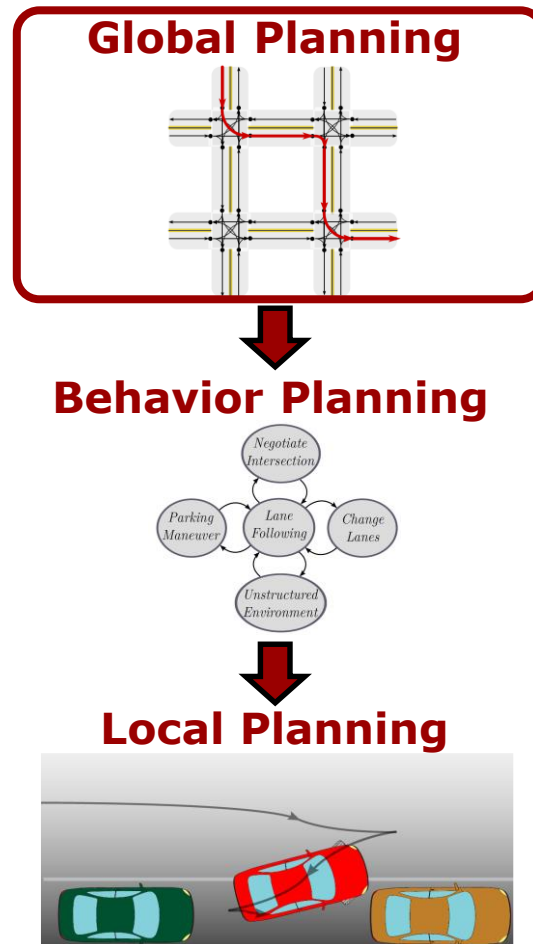 Global Planning
Behavior Planning
Negotiate
Intersection
Parking
Maneuver
Lane
Following
Change
Lanes
Unstructured
Environment
Local Planning